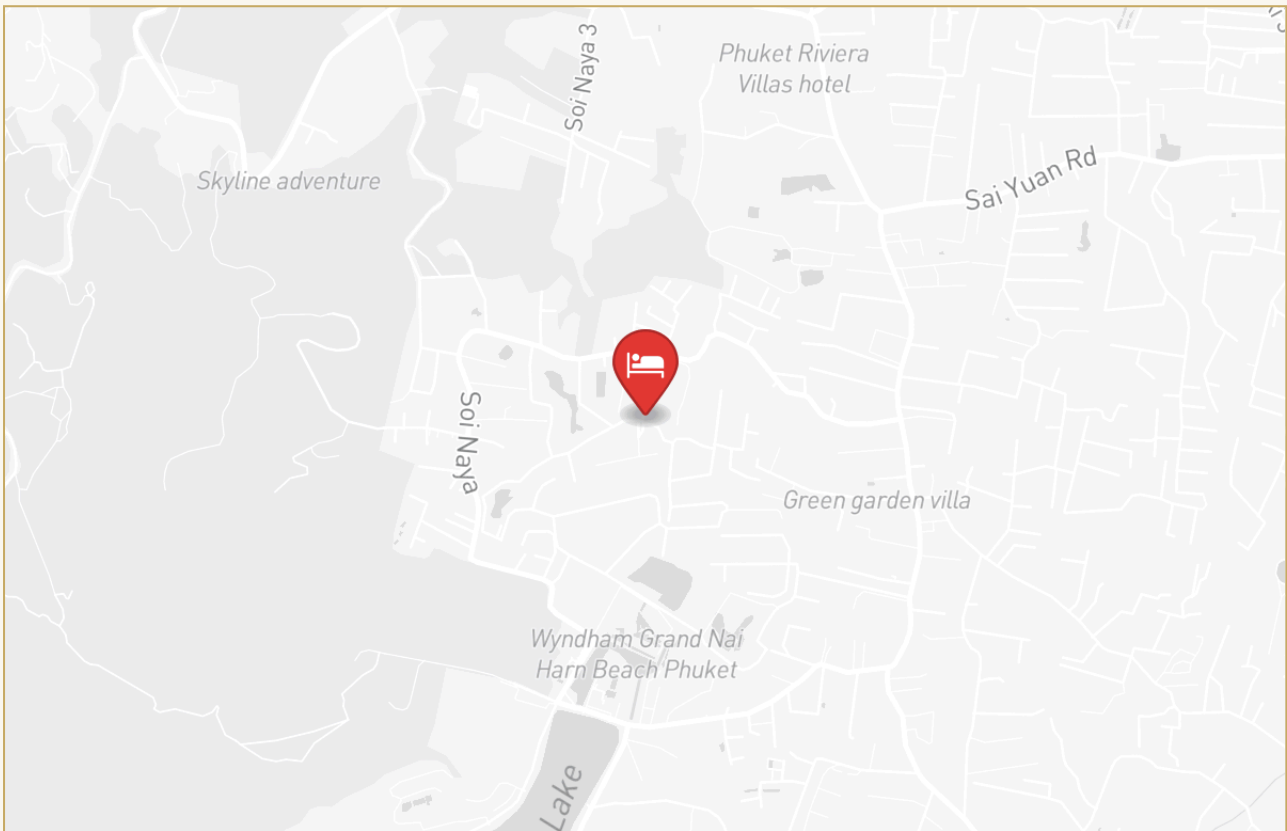 Soi Naya 3
Phuket Riviera
Villas hotel
Sai Yuan Rd
Skyline adventure
Soi Naya
Green garden villa
Wyndham Grand Nai
Harn Beach Phuket
Lake